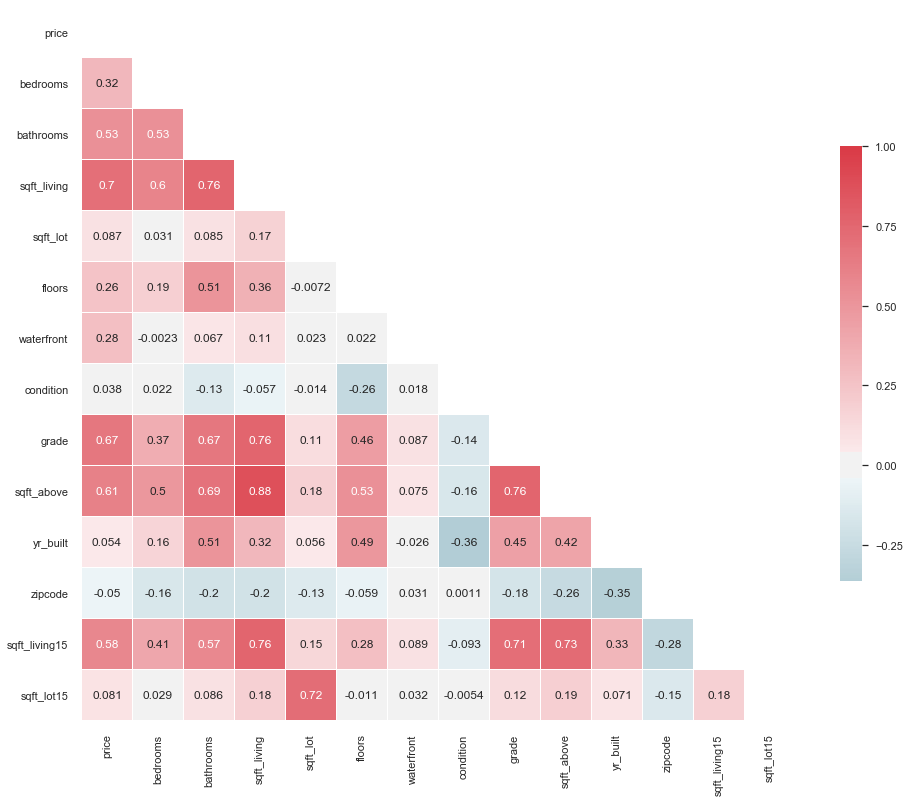 price
bedrooms 0.32
bathrooms 0.53 0.53
sqft_living 0.7 0.6 0.76
sqft_lot 0.087 0.031 0.085 0.17
floors 0.26 0.19 0.51 0.36 -0.0072
waterfront 0.28 -0.0023 0.067 0.11 0.023 0.022
condition 0.038 0.022 -0.13 -0.057 -0.014 -0.26 0.018
grade 0.67 0.37 0.67 0.76 0.11 0.46 0.087 -0.14
sqft_above 0.61 0.5 0.69 0.88 0.18 0.53 0.075 -0.16 0.76
yr_built 0.054 0.16 0.51 0.32 0.056 0.49 -0.026 -0.36 0.45 0.42
zipcode -0.05 -0.16 -0.2 -0.2 -0.13 -0.059 0.031 0.0011 -0.18 -0.26 -0.35
sqft_living15 0.58 0.41 0.57 0.76 0.15 0.28 0.089 -0.093 0.71 0.73 0.33 -0.28
sqft_lot15 0.081 0.029 0.086 0.18 0.72 -0.011 0.032 -0.0054 0.12 0.19 0.071 -0.15 0.18
price bedrooms bathrooms sqft_living sqft_lot floors waterfront condition grade sqft_above yr_built zipcode sqft_living15 sqft_lot15
1.00
0.75
0.50
0.25
0.00
−0.25